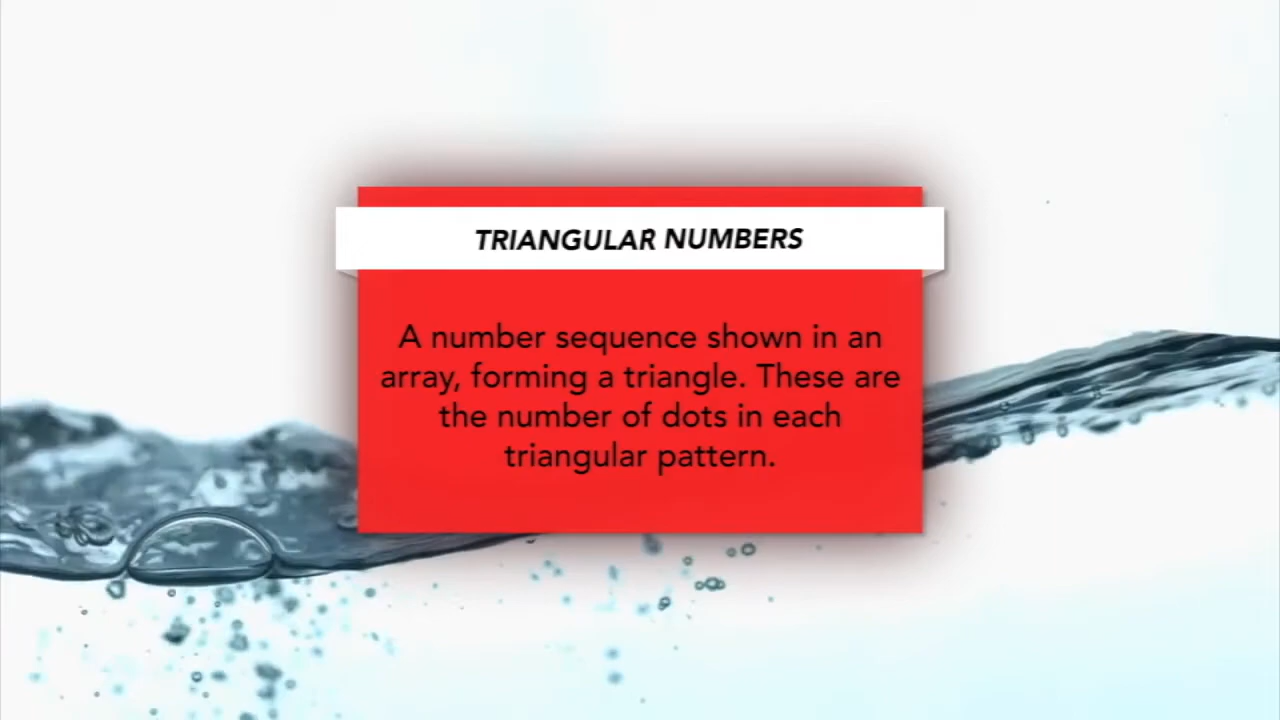 TRIANGULAR NUMBERS
A number sequence shown in an
array, forming a triangle. These are
the number of dots in each
triangular pattern.